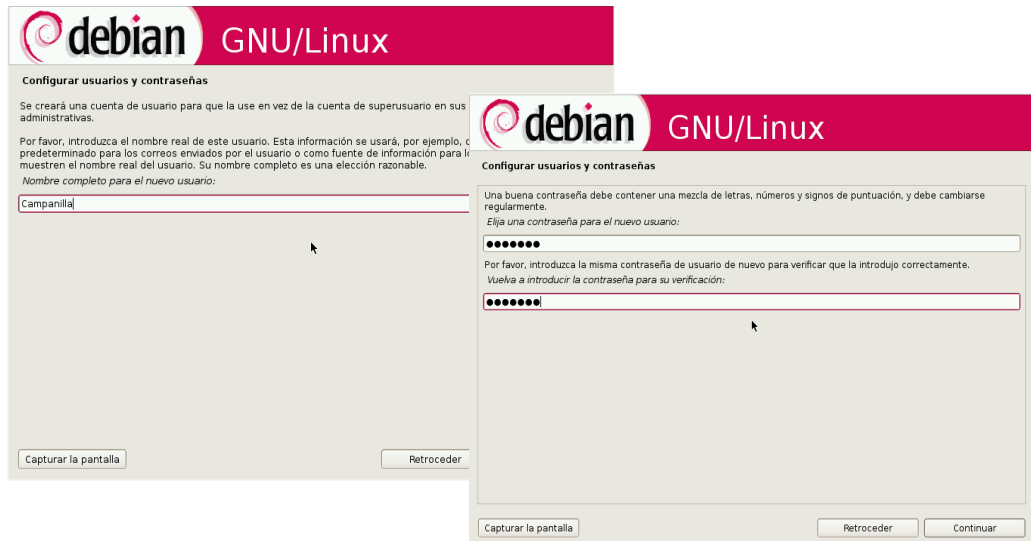 debian GNU/Linux
Configurar usuarios y contraseñas
Se creará una cuenta de usuario para que la use en vez de la cuenta de superusuario en sus
administrativas.
Por favor, introduzca el nombre real de este usuario. Esta información se usará, por ejemplo,
predeterminado para los correos enviados por el usuario o como fuente de información para
muestren el nombre real del usuario. Su nombre completo es una elección razonable.
Nombre completo para el nuevo usuario:
Campanilla
Capturar la pantalla
Retroceder
debian GNU/Linux
Configurar usuarios y contraseñas
Una buena contraseña debe contener una mezcla de letras, números y signos de puntuación, y debe cambiarse
regularmente.
Elija una contraseña para el nuevo usuario:
●●●●●●●
Por favor, introduzca la misma contraseña de usuario de nuevo para verificar que la introdujo correctamente.
Vuelva a introducir la contraseña para su verificación:
●●●●●●●
Capturar la pantalla
Retroceder
Continuar